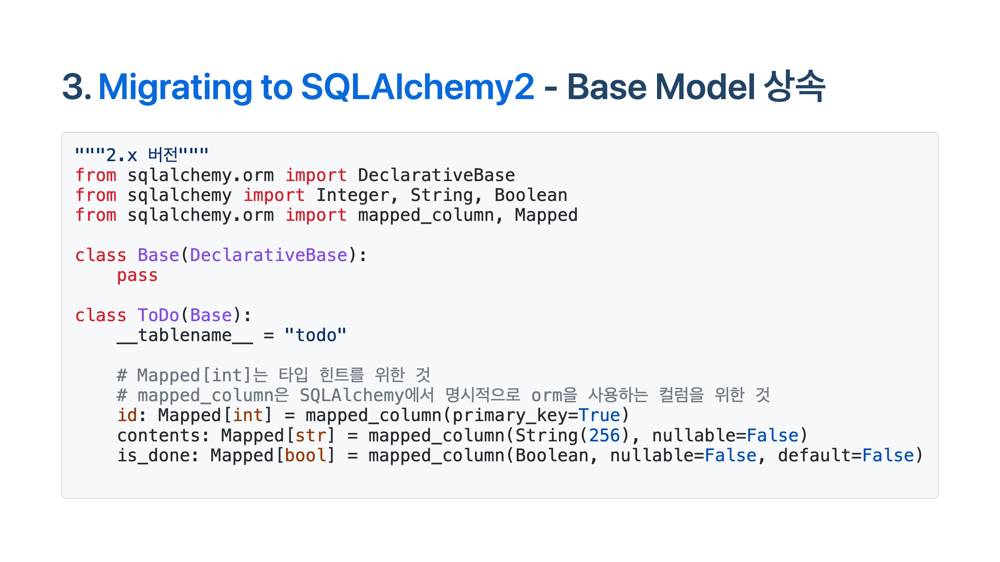 3. Migrating to SQLAlchemy2 - Base Model 상속
"""2.x 버전"""
from sqlalchemy.orm import DeclarativeBase
from sqlalchemy import Integer, String, Boolean
from sqlalchemy.orm import mapped_column, Mapped
class Base(DeclarativeBase):
    pass
class ToDo(Base):
    __tablename__ = "todo"
    # Mapped[int]는 타입 힌트를 위한 것
    # mapped_column은 SQLAlchemy에서 명시적으로 orm을 사용하는 컬럼을 위한 것
    id: Mapped[int] = mapped_column(primary_key=True)
    contents: Mapped[str] = mapped_column(String(256), nullable=False)
    is_done: Mapped[bool] = mapped_column(Boolean, nullable=False, default=False)